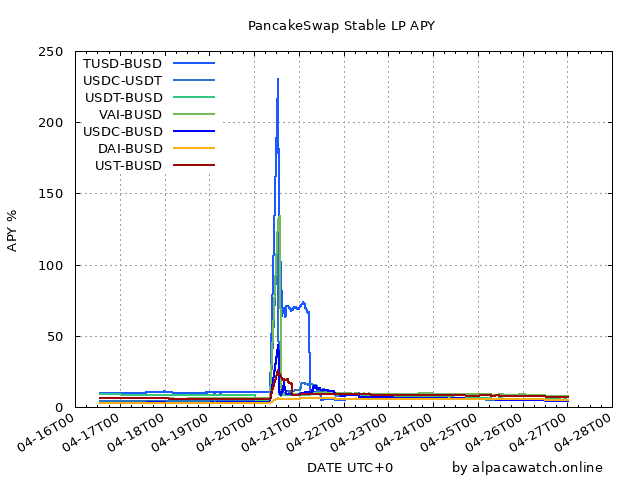 PancakeSwap Stable LP APY
250
200
150
100
50
0
APY %
TUSD-BUSD
USDC-USDT
USDT-BUSD
VAI-BUSD
USDC-BUSD
DAI-BUSD
UST-BUSD
04-16T00
04-17T00
04-18T00
04-19T00
04-20T00
04-21T00
04-22T00
04-23T00
04-24T00
04-25T00
04-26T00
04-27T00
04-28T00
DATE UTC+0
by alpacawatch.online